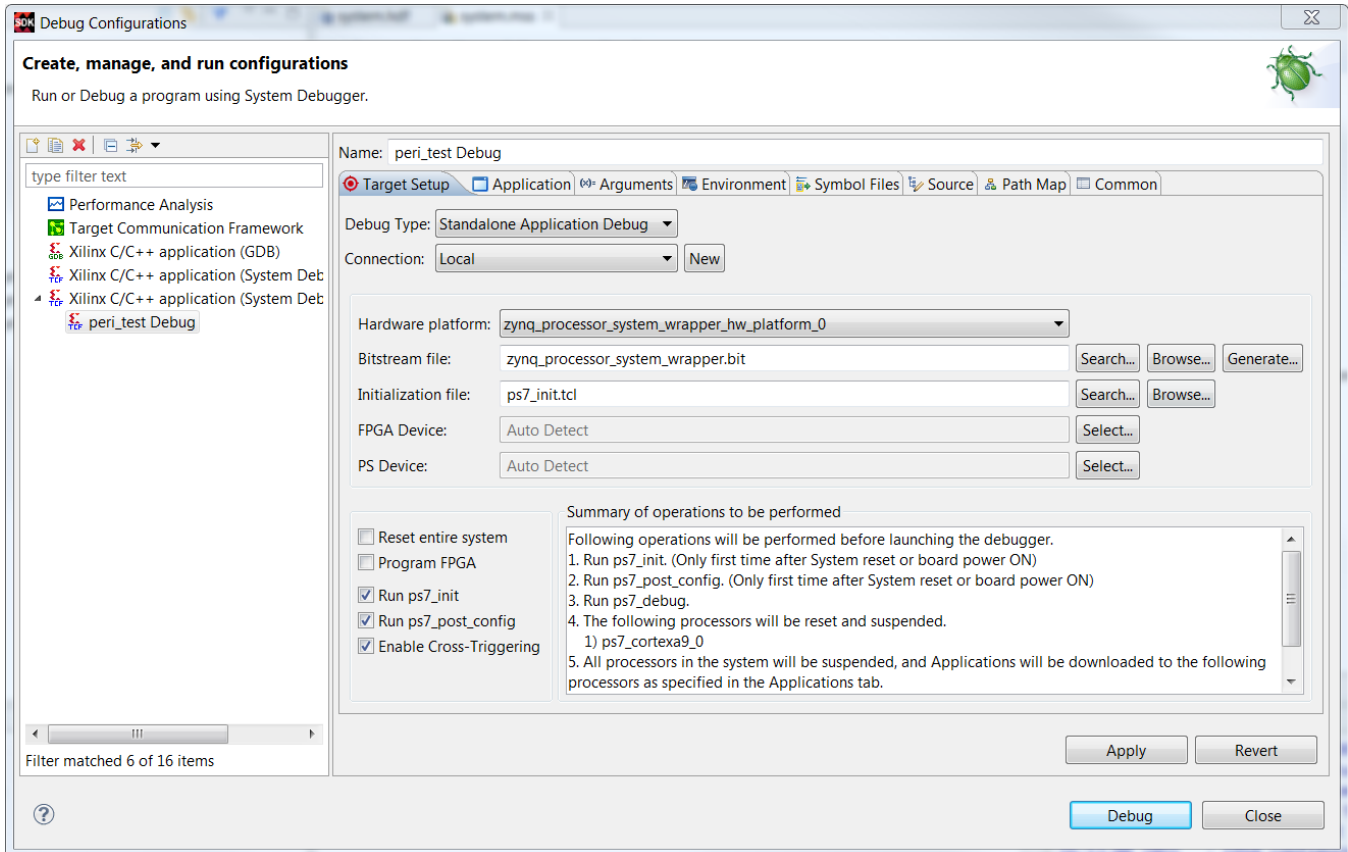 SDK Debug Configurations
Create, manage, and run configurations
Run or Debug a program using System Debugger.
type filter text
Performance Analysis
Target Communication Framework
GDB Xilinx C/C++ application (GDB)
TCF Xilinx C/C++ application (System Deb
TCF Xilinx C/C++ application (System Deb
TCF peri_test Debug
Filter matched 6 of 16 items
Name: peri_test Debug
Target Setup Application (x)= Arguments Environment Symbol Files Source Path Map Common
Debug Type: Standalone Application Debug
Connection: Local New
Hardware platform: zynq_processor_system_wrapper_hw_platform_0
Bitstream file: zynq_processor_system_wrapper.bit Search... Browse... Generate...
Initialization file: ps7_init.tcl Search... Browse...
FPGA Device: Auto Detect Select...
PS Device: Auto Detect Select...
Reset entire system
Program FPGA
Run ps7_init
Run ps7_post_config
Enable Cross-Triggering
Summary of operations to be performed
Following operations will be performed before launching the debugger.
1. Run ps7_init. (Only first time after System reset or board power ON)
2. Run ps7_post_config. (Only first time after System reset or board power ON)
3. Run ps7_debug.
4. The following processors will be reset and suspended.
1) ps7_cortexa9_0
5. All processors in the system will be suspended, and Applications will be downloaded to the following
processors as specified in the Applications tab.
Apply Revert
? Debug Close